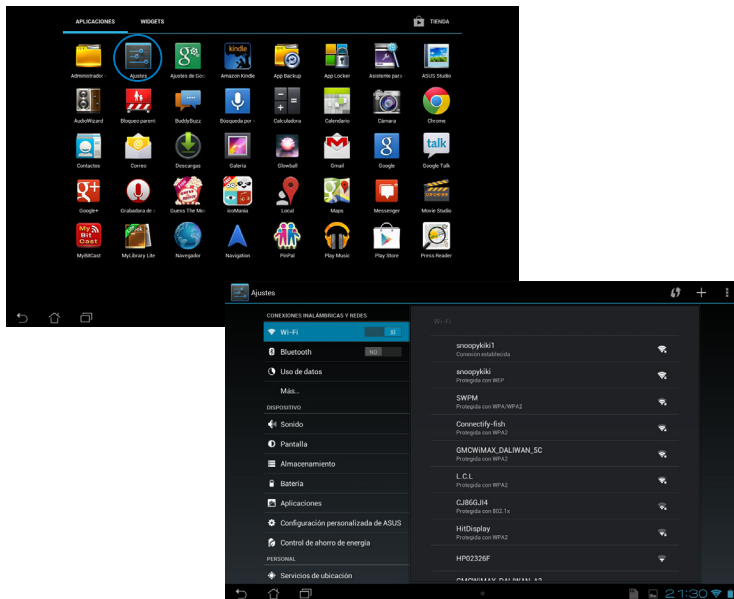 APLICACIONES WIDGETS TIENDA
kindle
Administrador - Ajustes Ajustes de Goo Amazon Kindle App Backup App Locker Asistente para ASUS Studio
AudioWizard Bloqueo parent BuddyBuzz Búsqueda por - Calculadora Calendario Cámara Chrome
talk
Contactos Correo Descargas Galería Glowball Gmail Google Google Talk
Google+ Grabadora de Guess The Mo icoMania Local Maps Messenger Movie Studio
My Bit Cast
MyBitCast MyLibrary Lite Navegador Navigation PinPal Play Music Play Store Press Reader
Ajustes
CONEXIONES INALÁMBRICAS Y REDES
Wi-Fi SÍ
Bluetooth NO
Uso de datos
Más...
DISPOSITIVO
Sonido
Pantalla
Almacenamiento
Batería
Aplicaciones
Configuración personalizada de ASUS
Control de ahorro de energía
PERSONAL
Servicios de ubicación
Wi-Fi
snoopykiki1
Conexión establecida
snoopykiki
Protegida con WEP
SWPM
Protegida con WPA/WPA2
Connectify-fish
Protegida con WPA2
GMCWiMAX_DALIWAN_5C
Protegida con WPA2
L.C.L
Protegida con WPA2
CJ86GJI4
Protegida con 802.1x
HitDisplay
Protegida con WPA2
HP02326F
21:30